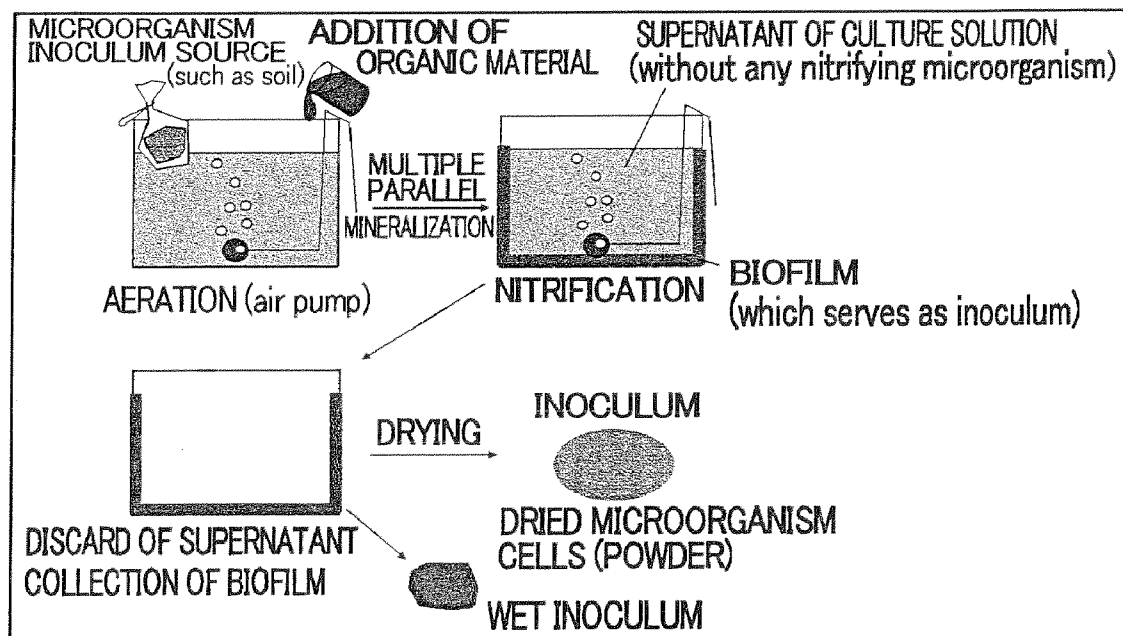 MICROORGANISM
INOCULUM SOURCE
(such as soil)
ADDITION OF
ORGANIC MATERIAL
SUPERNATANT OF CULTURE SOLUTION
(without any nitrifying microorganism)
MULTIPLE
PARALLEL
MINERALIZATION
AERATION (air pump)
NITRIFICATION
BIOFILM
(which serves as inoculum)
DRYING
INOCULUM
DISCARD OF SUPERNATANT
COLLECTION OF BIOFILM
DRIED MICROORGANISM
CELLS (POWDER)
WET INOCULUM